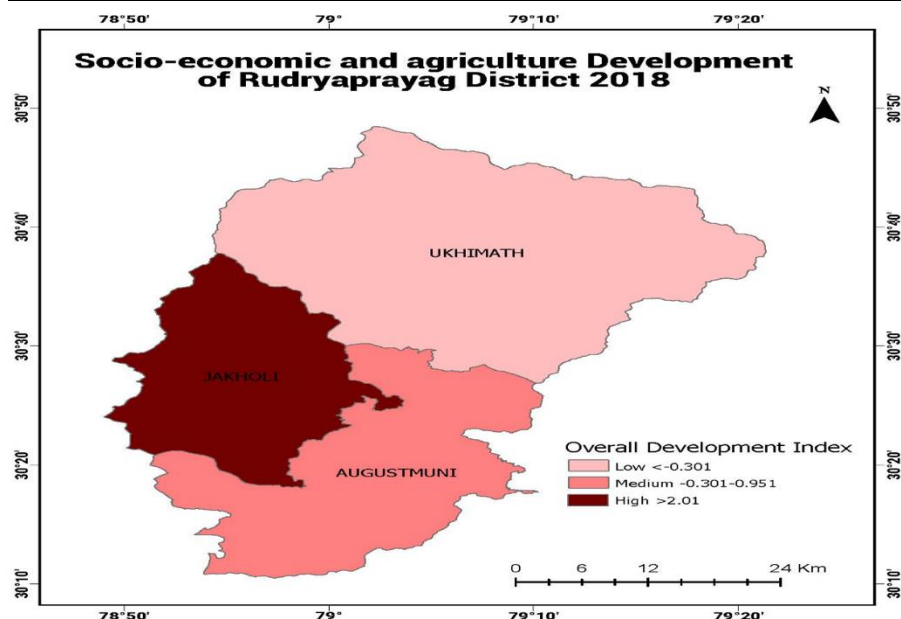 78°50' 79° 79°10' 79°20'
Socio-economic and agriculture Development
of Rudryaprayag District 2018
N
30°50' 30°50'
30°40' 30°40'
UKHIMATH
30°30' 30°30'
JAKHOLI
30°20' 30°20'
AUGUSTMUNI
Overall Development Index
Low <-0.301
Medium -0.301-0.951
High >2.01
0 6 12 24 Km
30°10' 30°10'
78°50' 79° 79°10' 79°20'